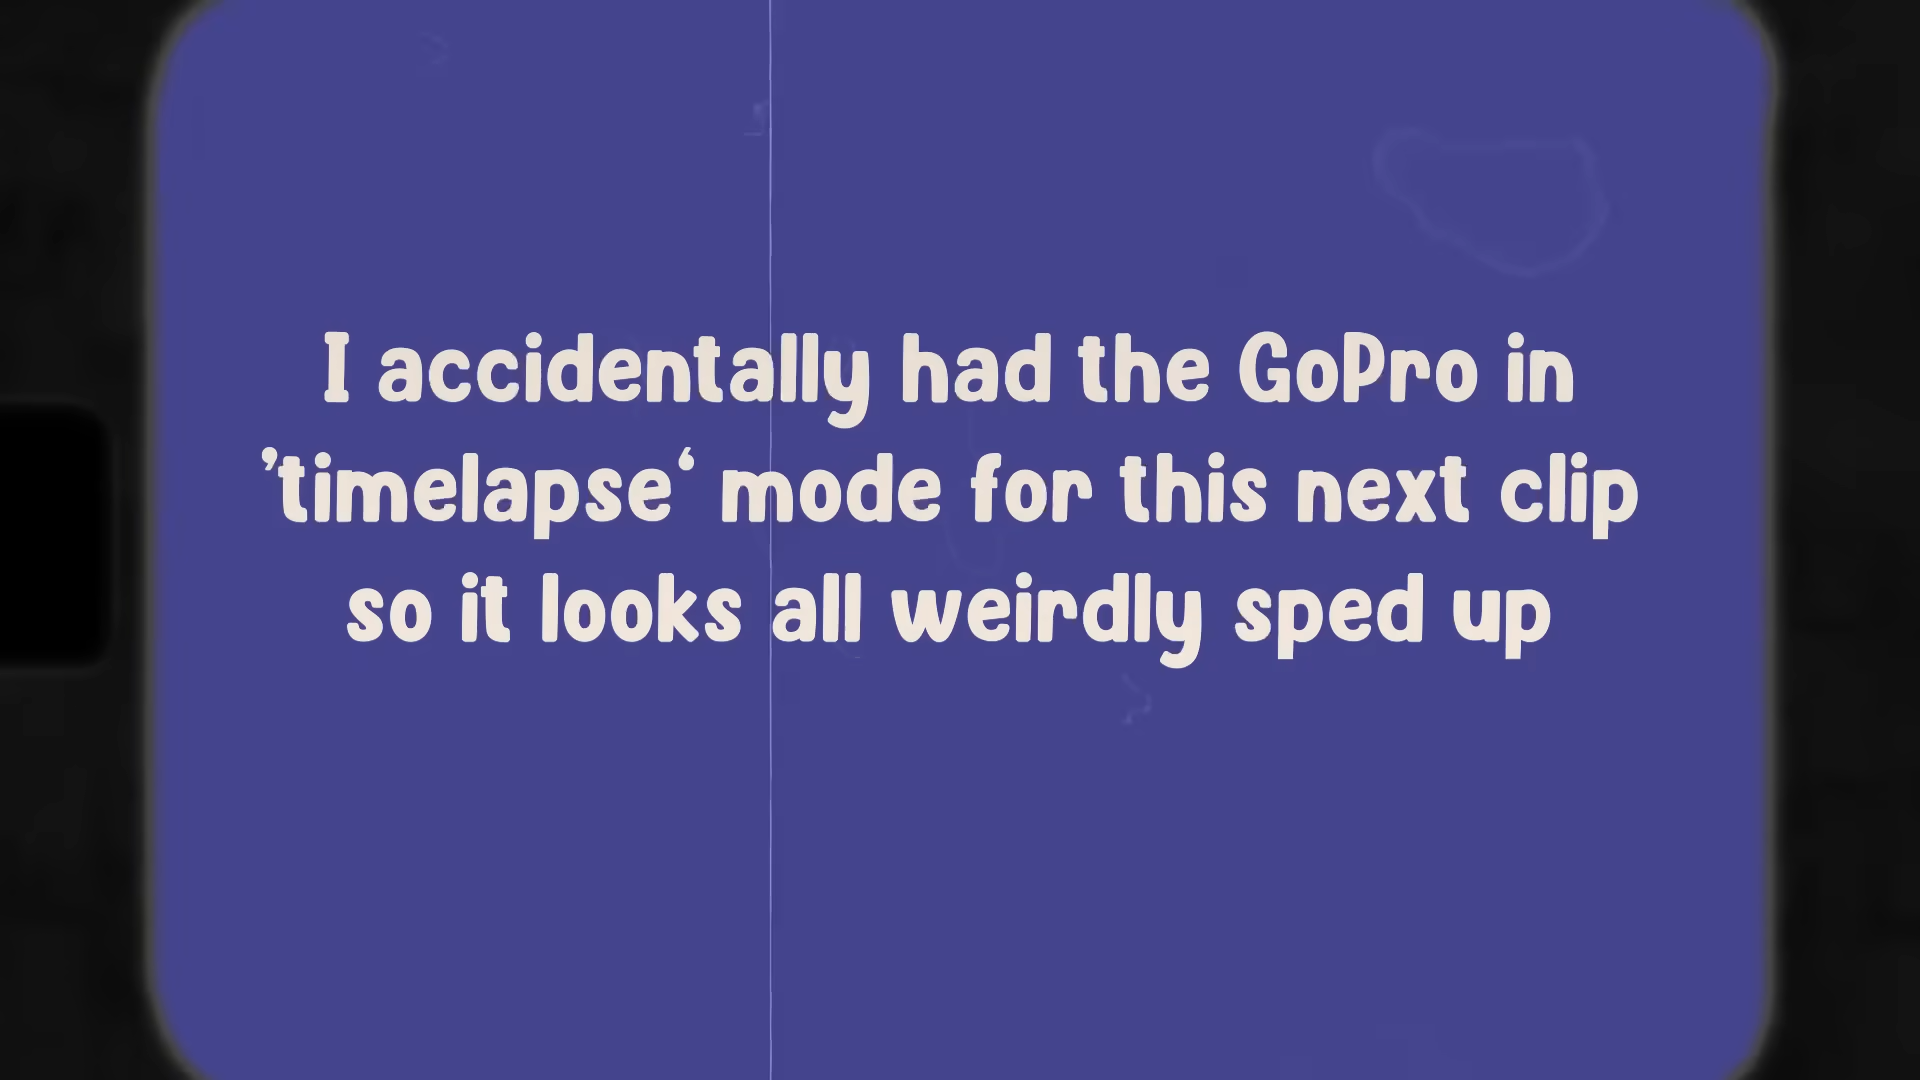 I accidentally had the GoPro in
’timelapse‘ mode for this next clip
so it looks all weirdly sped up